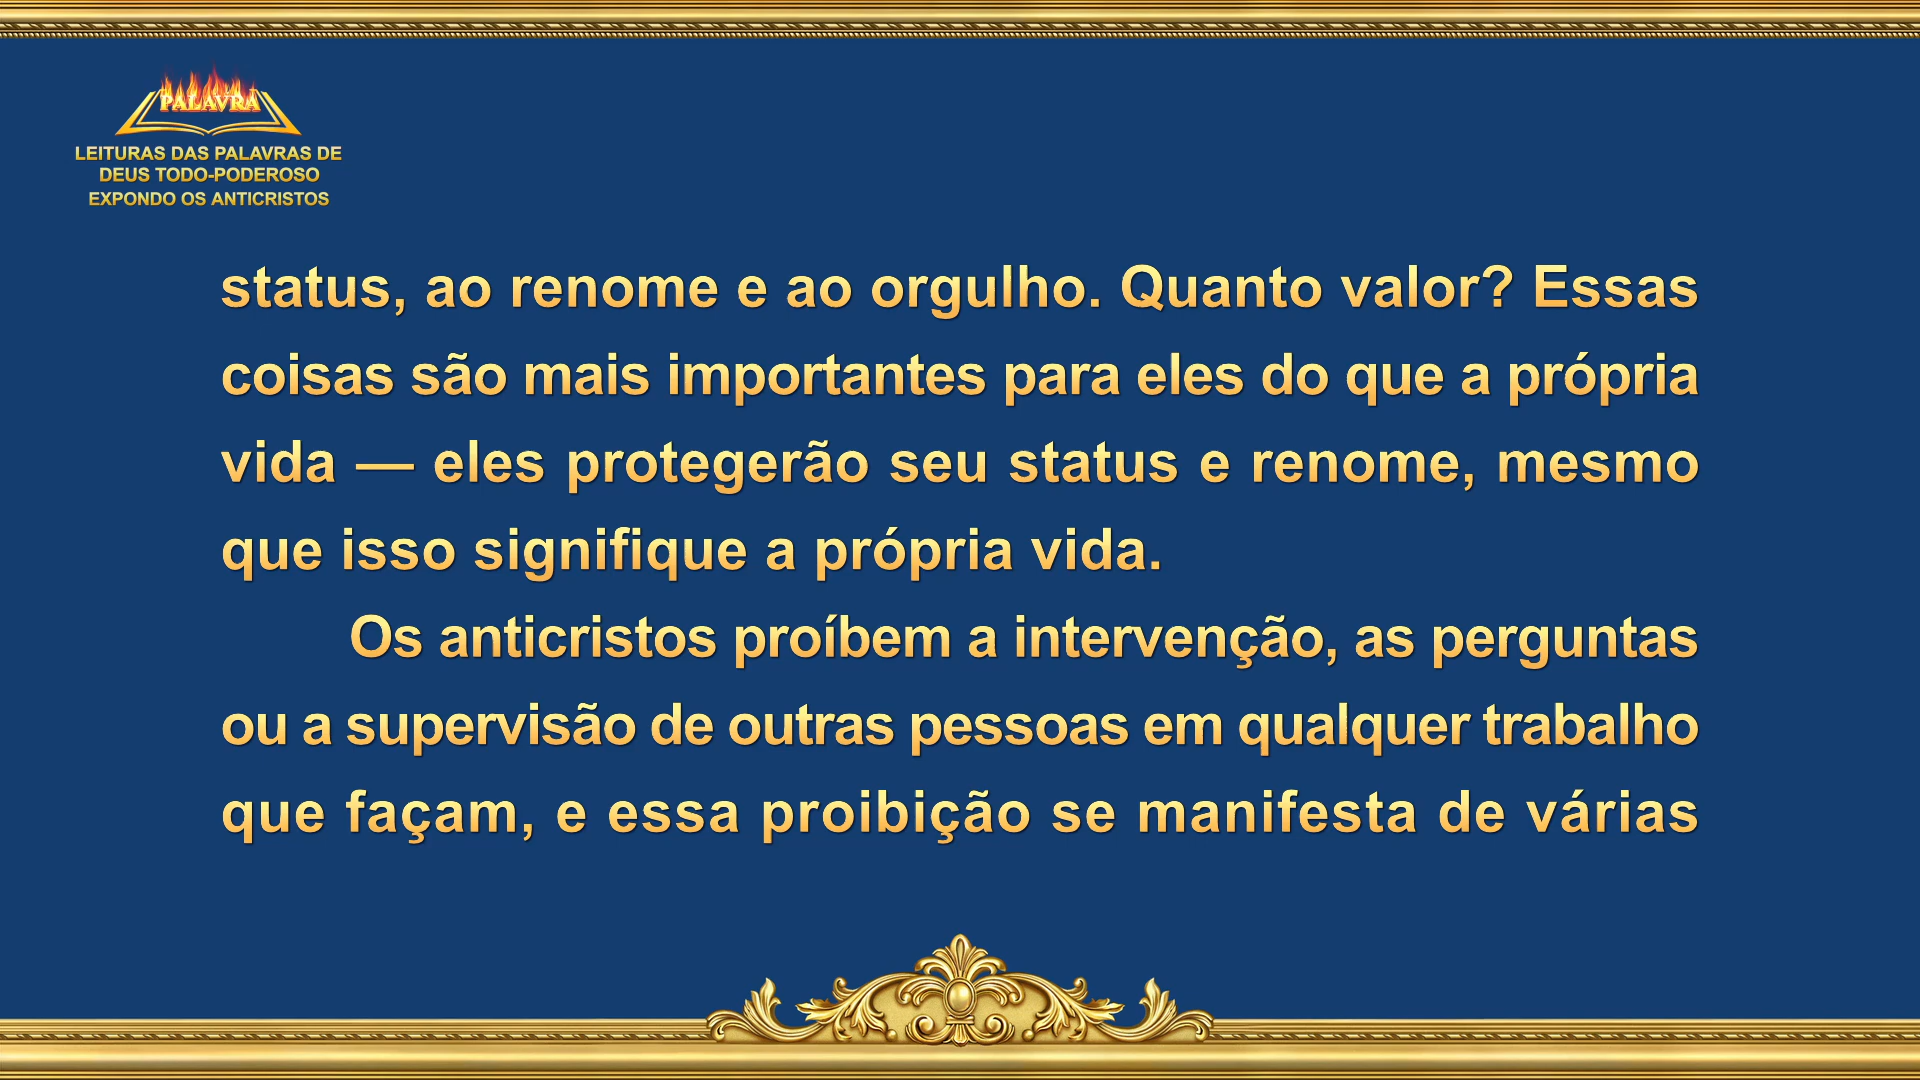 PALAVRA
LEITURAS DAS PALAVRAS DE
DEUS TODO-PODEROSO
EXPONDO OS ANTICRISTOS
status, ao renome e ao orgulho. Quanto valor? Essas
coisas são mais importantes para eles do que a própria
vida — eles protegerão seu status e renome, mesmo
que isso signifique a própria vida.
Os anticristos proíbem a intervenção, as perguntas
ou a supervisão de outras pessoas em qualquer trabalho
que façam, e essa proibição se manifesta de várias